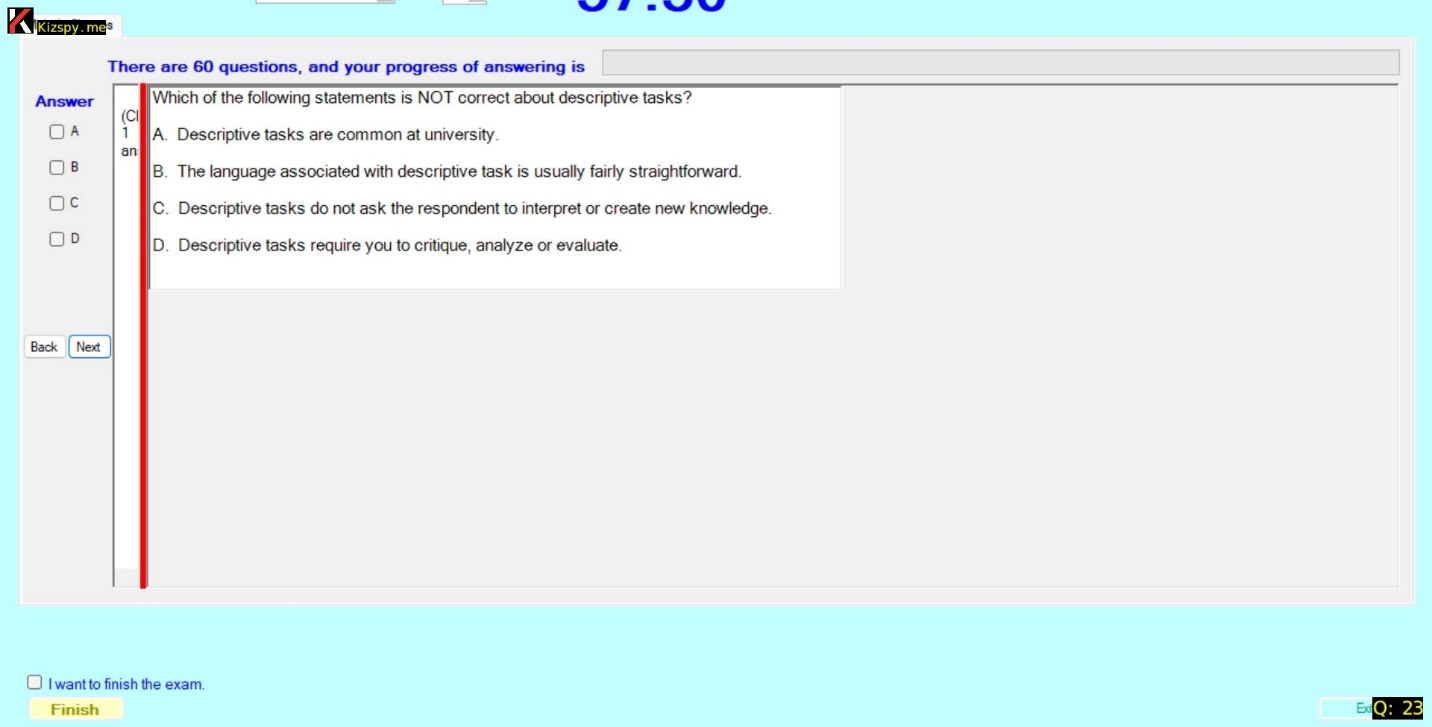 Kizspy.me
There are 60 questions, and your progress of answering is
Answer
A
B
C
D
Back Next
(Cl
1
an
Which of the following statements is NOT correct about descriptive tasks?
A. Descriptive tasks are common at university.
B. The language associated with descriptive task is usually fairly straightforward.
C. Descriptive tasks do not ask the respondent to interpret or create new knowledge.
D. Descriptive tasks require you to critique, analyze or evaluate.
I want to finish the exam.
Finish
Q: 23